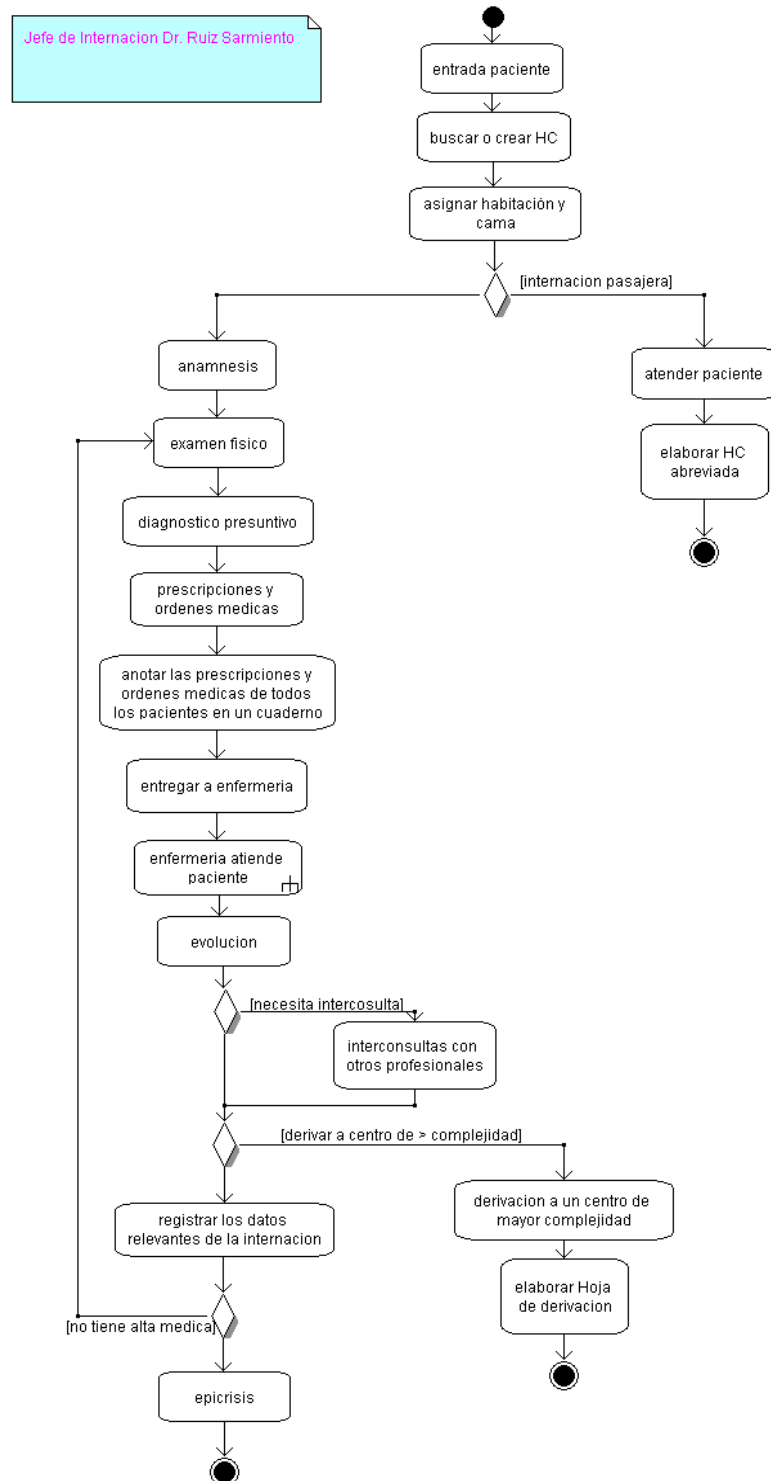 Jefe de Internacion Dr. Ruiz Sarmiento
entrada paciente
buscar o crear HC
asignar habitación y
cama
[internacion pasajera]
anamnesis
atender paciente
examen fisico
elaborar HC
abreviada
diagnostico presuntivo
prescripciones y
ordenes medicas
anotar las prescripciones y
ordenes medicas de todos
los pacientes en un cuaderno
entregar a enfermeria
enfermeria atiende
paciente
evolucion
[necesita intercosulta]
interconsultas con
otros profesionales
[derivar a centro de > complejidad]
registrar los datos
relevantes de la internacion
derivacion a un centro de
mayor complejidad
elaborar Hoja
de derivacion
[no tiene alta medica]
epicrisis